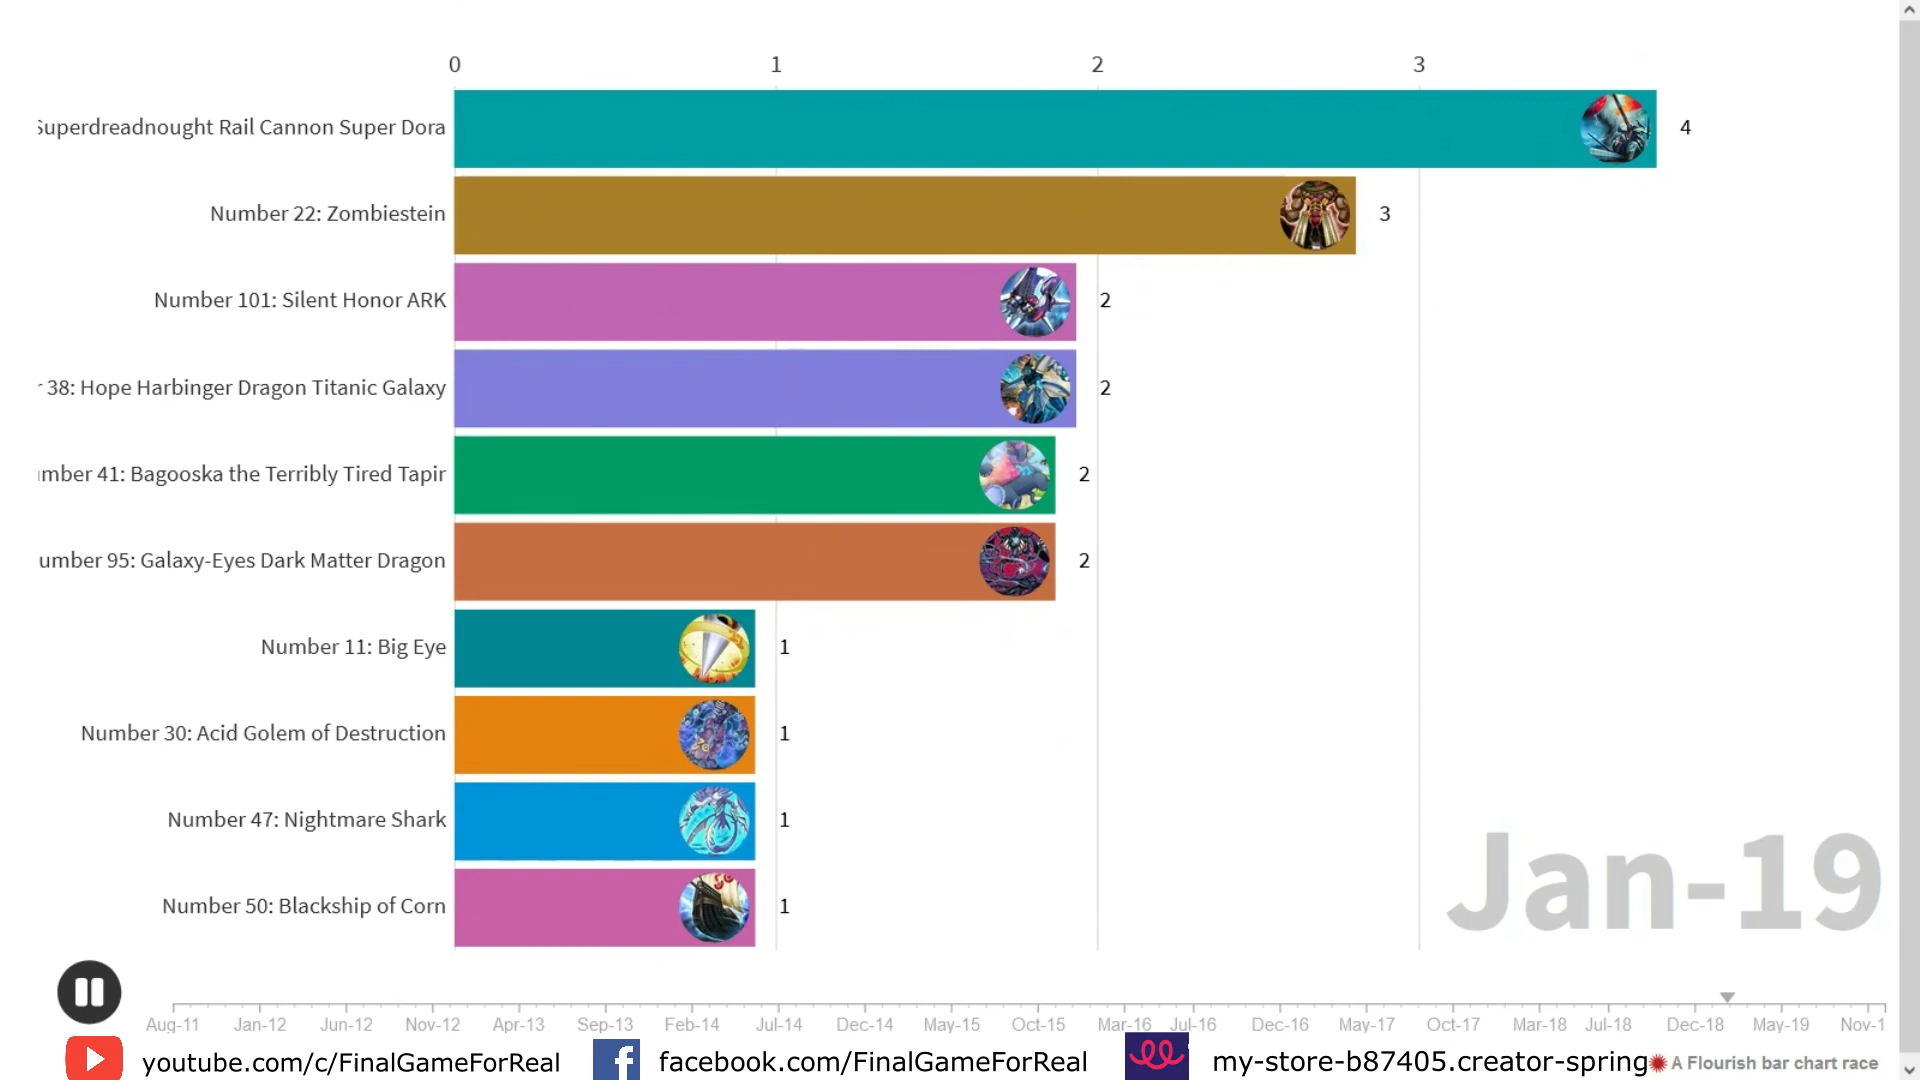 0 1 2 3
Superdreadnought Rail Cannon Super Dora 4
Number 22: Zombiestein 3
Number 101: Silent Honor ARK 2
38: Hope Harbinger Dragon Titanic Galaxy 2
mber 41: Bagooska the Terribly Tired Tapir 2
umber 95: Galaxy-Eyes Dark Matter Dragon 2
Number 11: Big Eye 1
Number 30: Acid Golem of Destruction 1
Number 47: Nightmare Shark 1
Number 50: Blackship of Corn 1
Jan-19
Aug-11 Jan-12 Jun-12 Nov-12 Apr-13 Sep-13 Feb-14 Jul-14 Dec-14 May-15 Oct-15 Mar-16 Jul-16 Dec-16 May-17 Oct-17 Mar-18 Jul-18 Dec-18 May-19 Nov-1
youtube.com/c/FinalGameForReal facebook.com/FinalGameForReal my-store-b87405.creator-spring A Flourish bar chart race